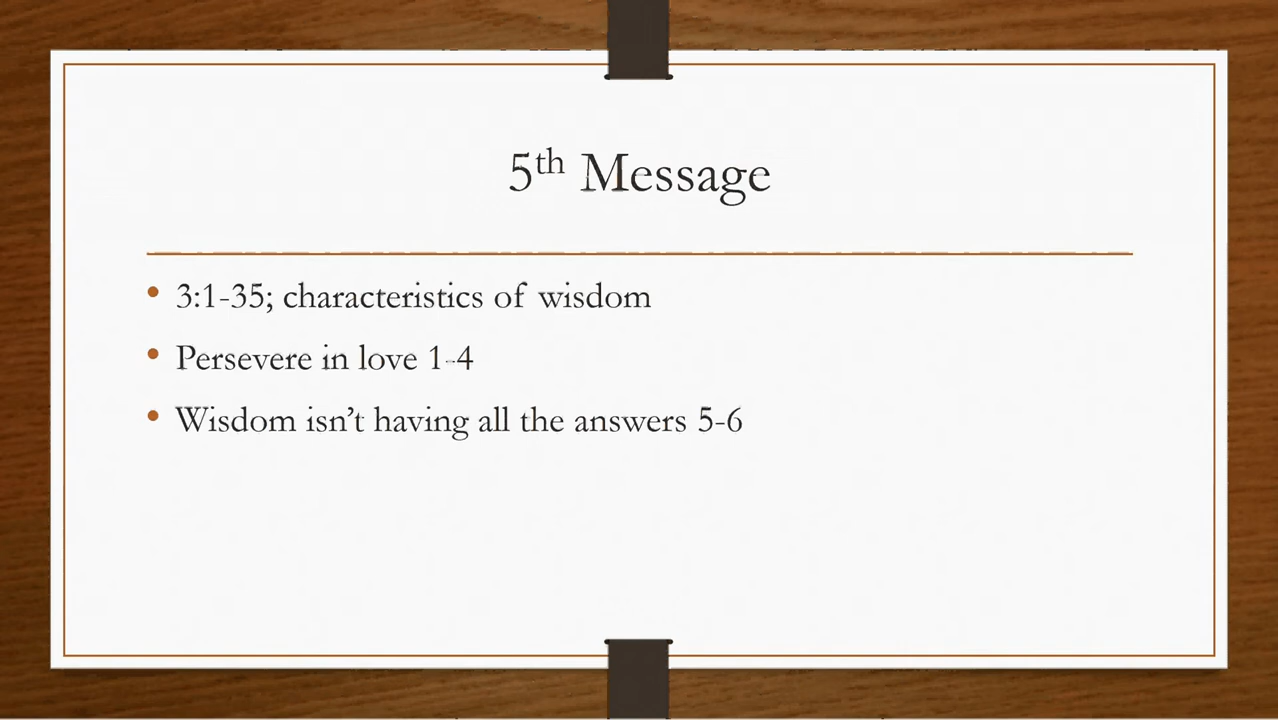 5th Message
3:1-35; characteristics of wisdom
Persevere in love 1-4
Wisdom isn’t having all the answers 5-6